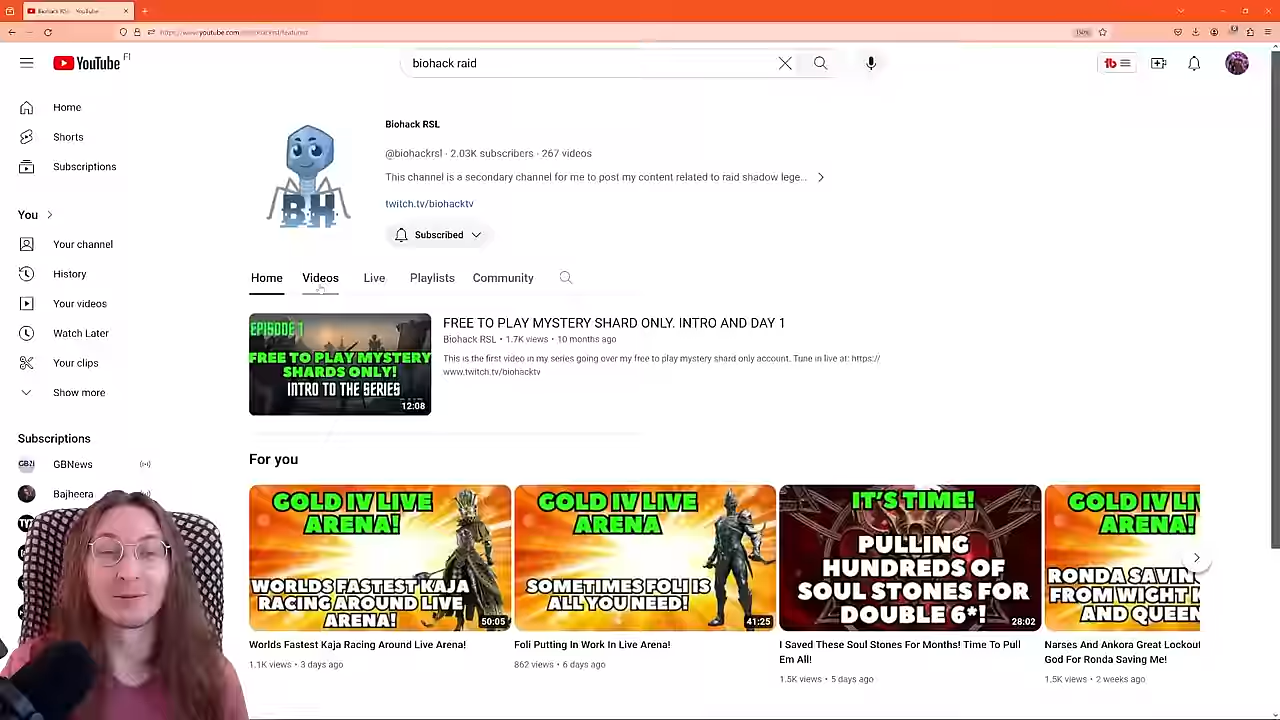 YouTube
YouTube FI
biohack raid
Home
Shorts
Subscriptions
You
Your channel
History
Your videos
Watch Later
Your clips
Show more
Subscriptions
GBNews
Bajheera
Biohack RSL
@biohackrsl · 2.03K subscribers · 267 videos
This channel is a secondary channel for me to post my content related to raid shadow lege...
twitch.tv/biohacktv
Subscribed
Home Videos Live Playlists Community
EPISODE 1
FREE TO PLAY MYSTERY
SHARDS ONLY!
INTRO TO THE SERIES
12:08
FREE TO PLAY MYSTERY SHARD ONLY. INTRO AND DAY 1
Biohack RSL • 1.7K views • 10 months ago
This is the first video in my series going over my free to play mystery shard only account. Tune in live at: https://
www.twitch.tv/biohacktv
For you
GOLD IV LIVE
ARENA!
WORLDS FASTEST KAJA
RACING AROUND LIVE
ARENA!
50:05
Worlds Fastest Kaja Racing Around Live Arena!
1.1K views • 3 days ago
GOLD IV LIVE
ARENA
SOMETIMES FOLI IS
ALL YOU NEED!
41:25
Foli Putting In Work In Live Arena!
862 views • 6 days ago
IT'S TIME!
PULLING
HUNDREDS OF
SOUL STONES FOR
DOUBLE 6*!
28:02
I Saved These Soul Stones For Months! Time To Pull
Em All!
1.5K views • 5 days ago
GOLD IV LIV
ARENA!
RONDA SAVIN
FROM WIGHT K
AND QUEEN
Narses And Ankora Great Lockout
God For Ronda Saving Me!
1.5K views • 2 weeks ago
BH